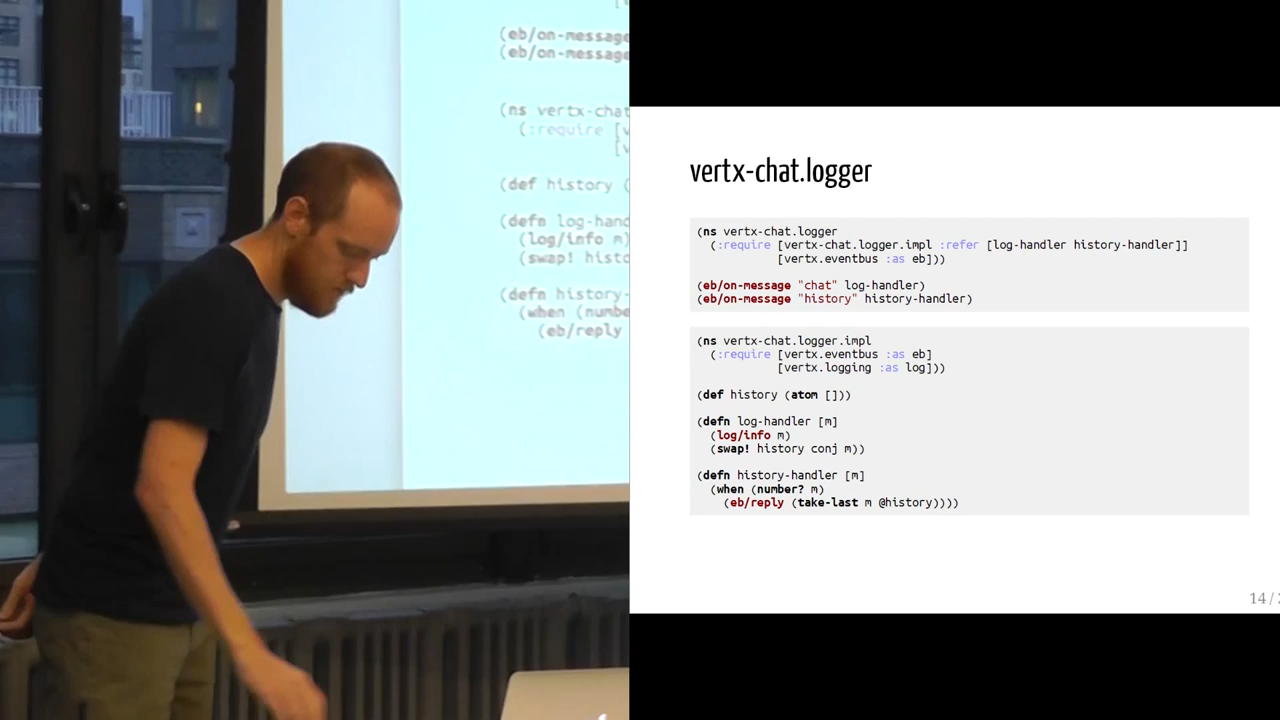 (eb/on-message
(eb/on-message
(ns vertx-chat
(:require [v
[v
(def history (
(defn log-hand
(log/info m)
(swap! histo
(defn history-
(when (numbe
(eb/reply
vertx-chat.logger
(ns vertx-chat.logger
(:require [vertx-chat.logger.impl :refer [log-handler history-handler]]
[vertx.eventbus :as eb]))
(eb/on-message "chat" log-handler)
(eb/on-message "history" history-handler)
(ns vertx-chat.logger.impl
(:require [vertx.eventbus :as eb]
[vertx.logging :as log]))
(def history (atom []))
(defn log-handler [m]
(log/info m)
(swap! history conj m))
(defn history-handler [m]
(when (number? m)
(eb/reply (take-last m @history))))
14 /